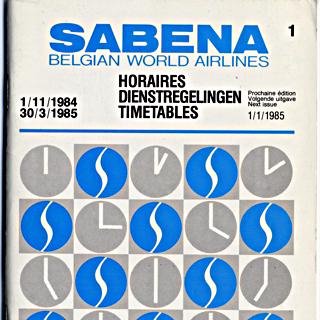 SABENA
1
BELGIAN WORLD AIRLINES
HORAIRES
DIENSTREGELINGEN
TIMETABLES
1/11/1984
30/3/1985
Prochaine édition
Volgende uitgave
Next issue
1/1/1985